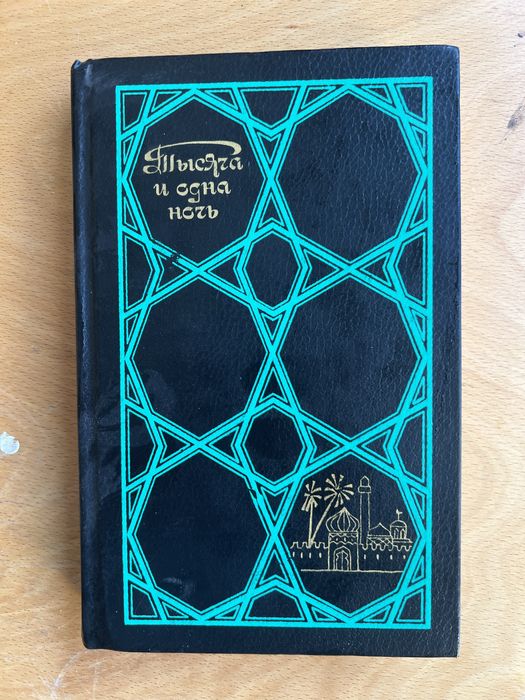 Тысяча
и одна
ночь